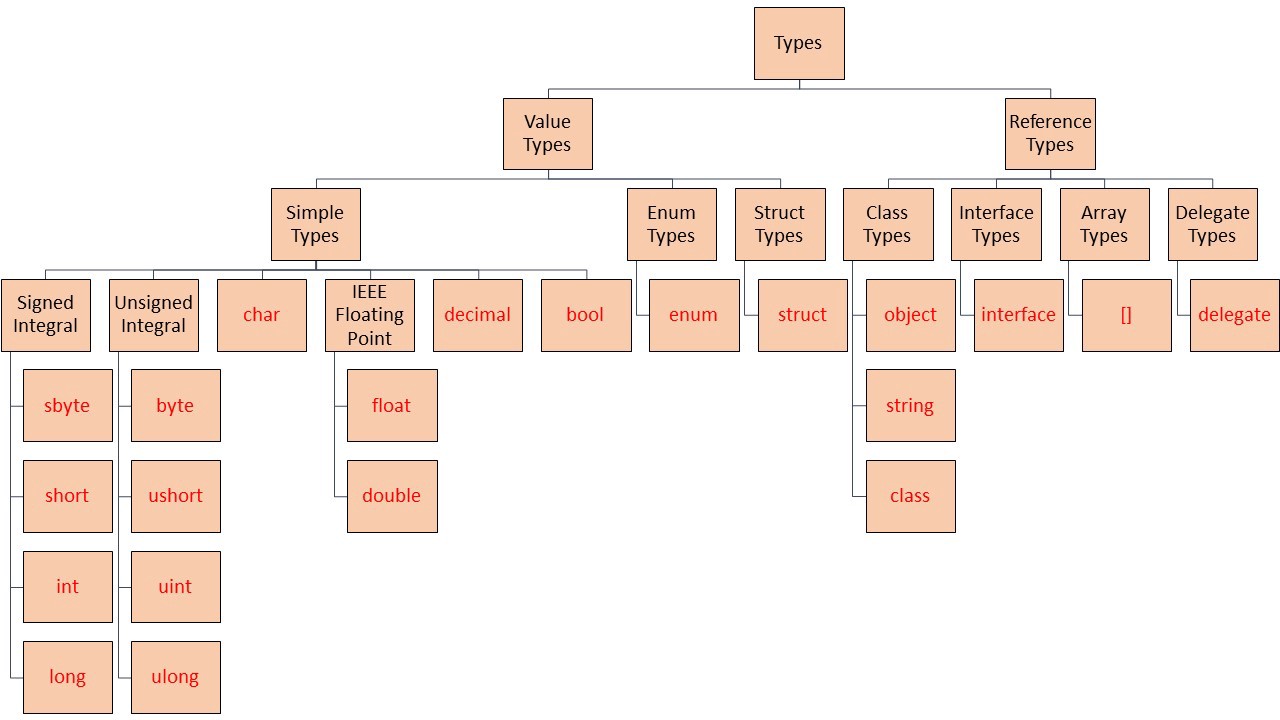 Types
Value
Types
Reference
Types
Simple
Types
Enum
Types
Struct
Types
Class
Types
Interface
Types
Array
Types
Delegate
Types
Signed
Integral
Unsigned
Integral
char
IEEE
Floating
Point
decimal
bool
enum
struct
object
interface
[]
delegate
sbyte
byte
float
string
short
ushort
double
class
int
uint
long
ulong